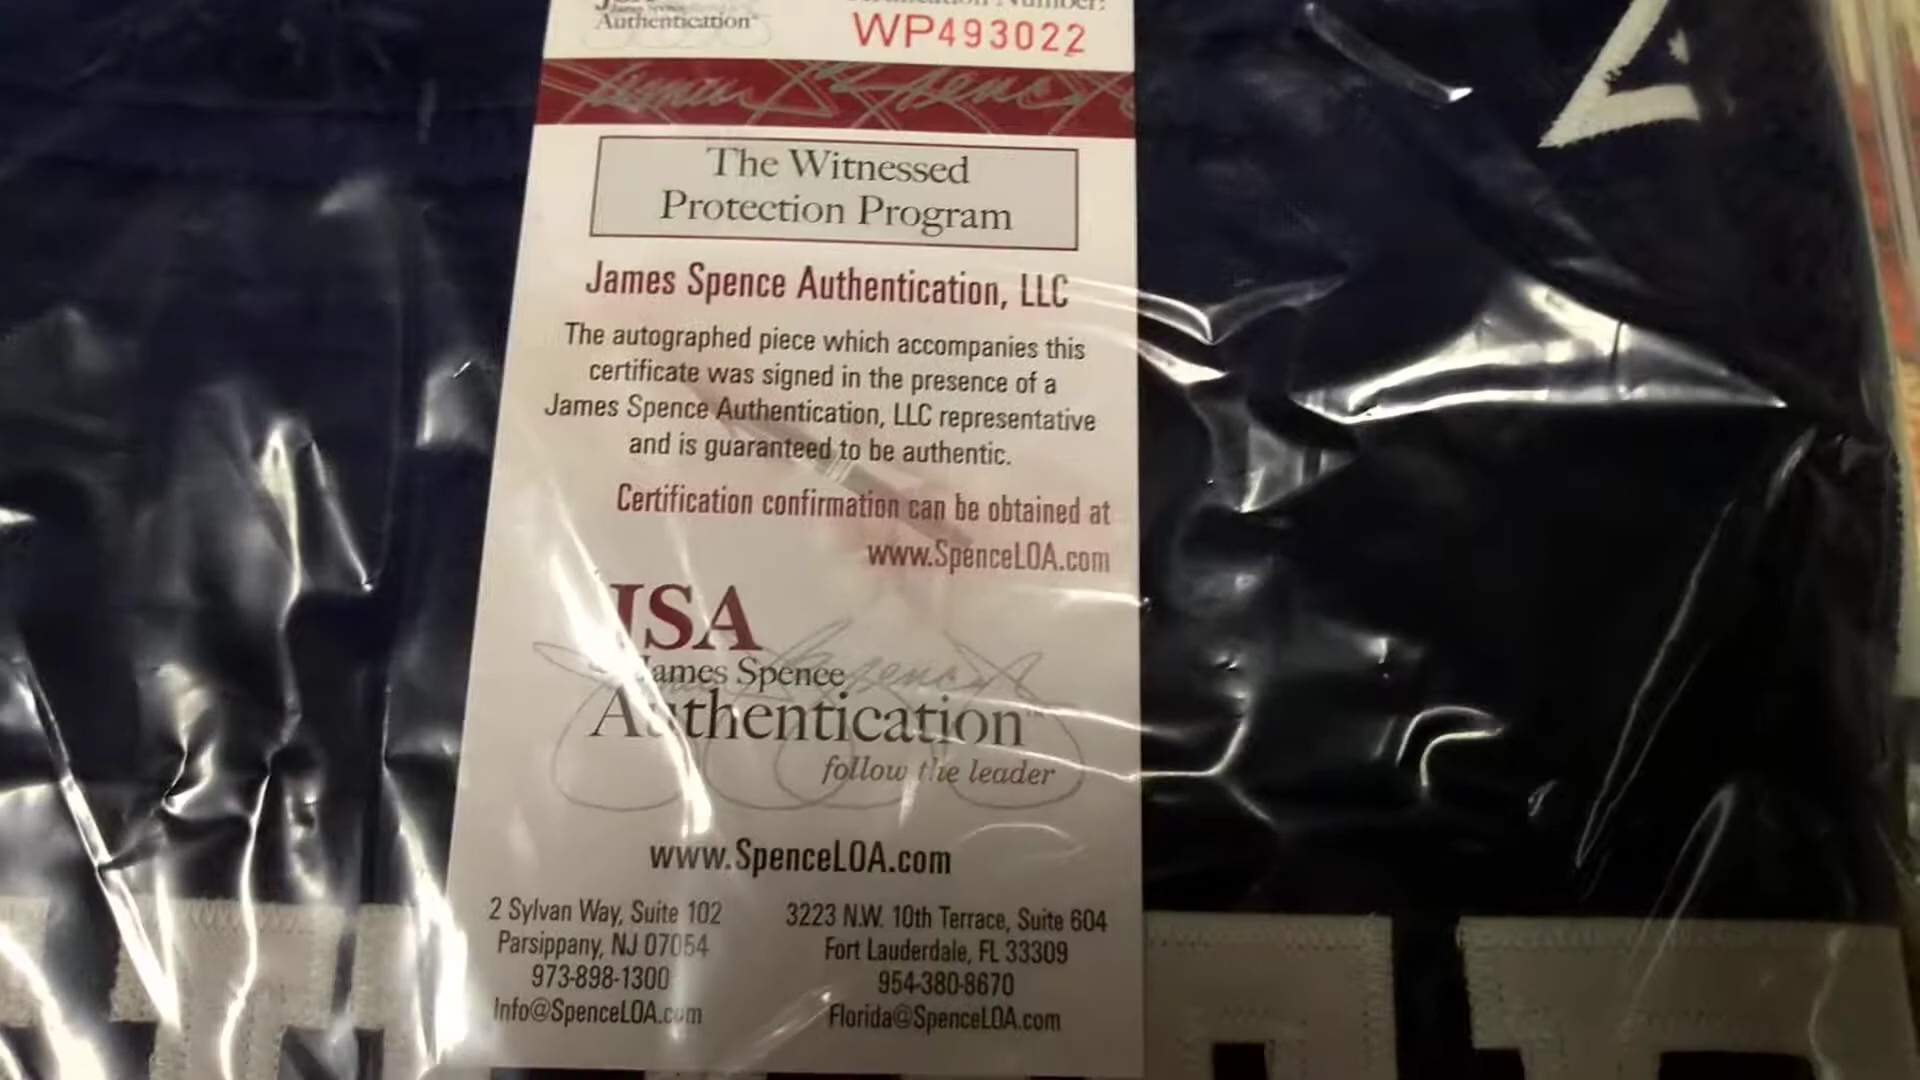 Authentication
WP493022
The Witnessed
Protection Program
James Spence Authentication, LLC
The autographed piece which accompanies this
certificate was signed in the presence of a
James Spence Authentication, LLC representative
and is guaranteed to be authentic.
Certification confirmation can be obtained at
www.SpenceLOA.com
JSA
James Spence
Authentication™
follow the leader
www.SpenceLOA.com
2 Sylvan Way, Suite 102
Parsippany, NJ 07054
973-898-1300
Info@SpenceLOA.com
3223 N.W. 10th Terrace, Suite 604
Fort Lauderdale, FL 33309
954-380-8670
Florida@SpenceLOA.com